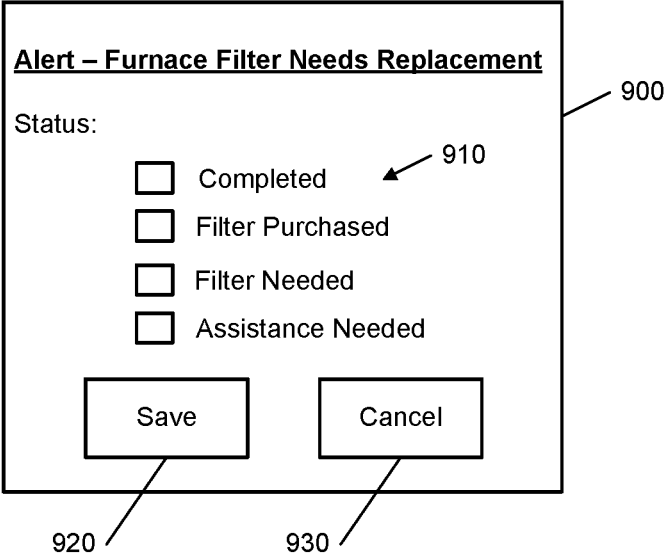 Alert – Furnace Filter Needs Replacement
900
Status:
910
Completed
Filter Purchased
Filter Needed
Assistance Needed
Save
Cancel
920
930